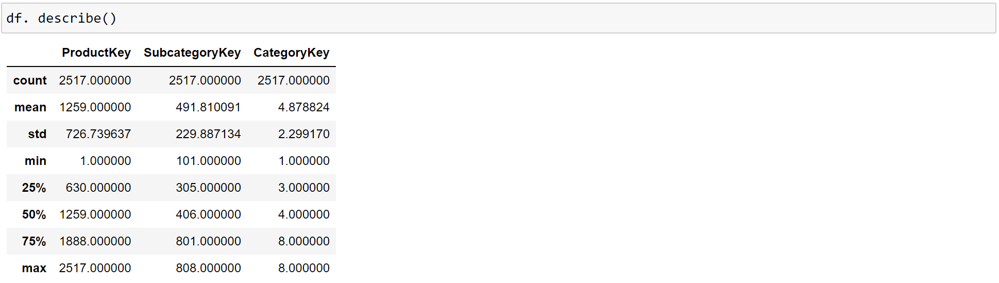 df. describe()
ProductKey SubcategoryKey CategoryKey
count 2517.000000 2517.000000 2517.000000
mean 1259.000000 491.810091 4.878824
std 726.739637 229.887134 2.299170
min 1.000000 101.000000 1.000000
25% 630.000000 305.000000 3.000000
50% 1259.000000 406.000000 4.000000
75% 1888.000000 801.000000 8.000000
max 2517.000000 808.000000 8.000000